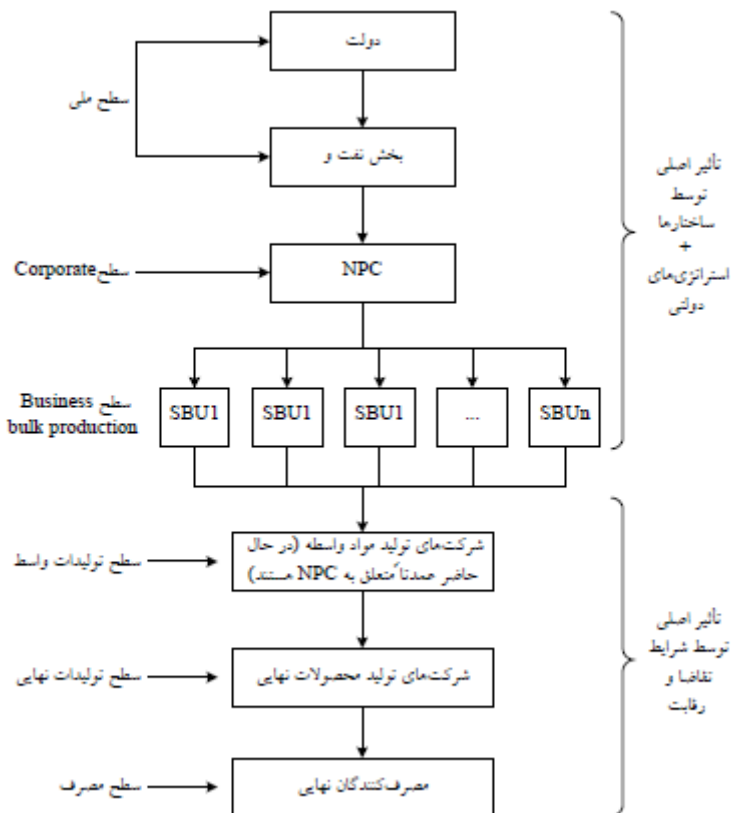 دولت
سطح ملی
بخش نفت و
تأثیر اصلی
توسط
ساختارها
+
استراتژی‌های
دولتی
سطح Corporate
NPC
سطح Business
bulk production
SBU1
SBU1
SBU1
...
SBUn
شرکت‌های تولید مواد واسطه (در حال
حاضر عمدتاً متعلق به NPC هستند)
سطح تولیدات واسط
تأثیر اصلی
توسط شرایط
تقاضا و
رقابت
شرکت‌های تولید محصولات نهایی
سطح تولیدات نهایی
مصرف‌کنندگان نهایی
سطح مصرف